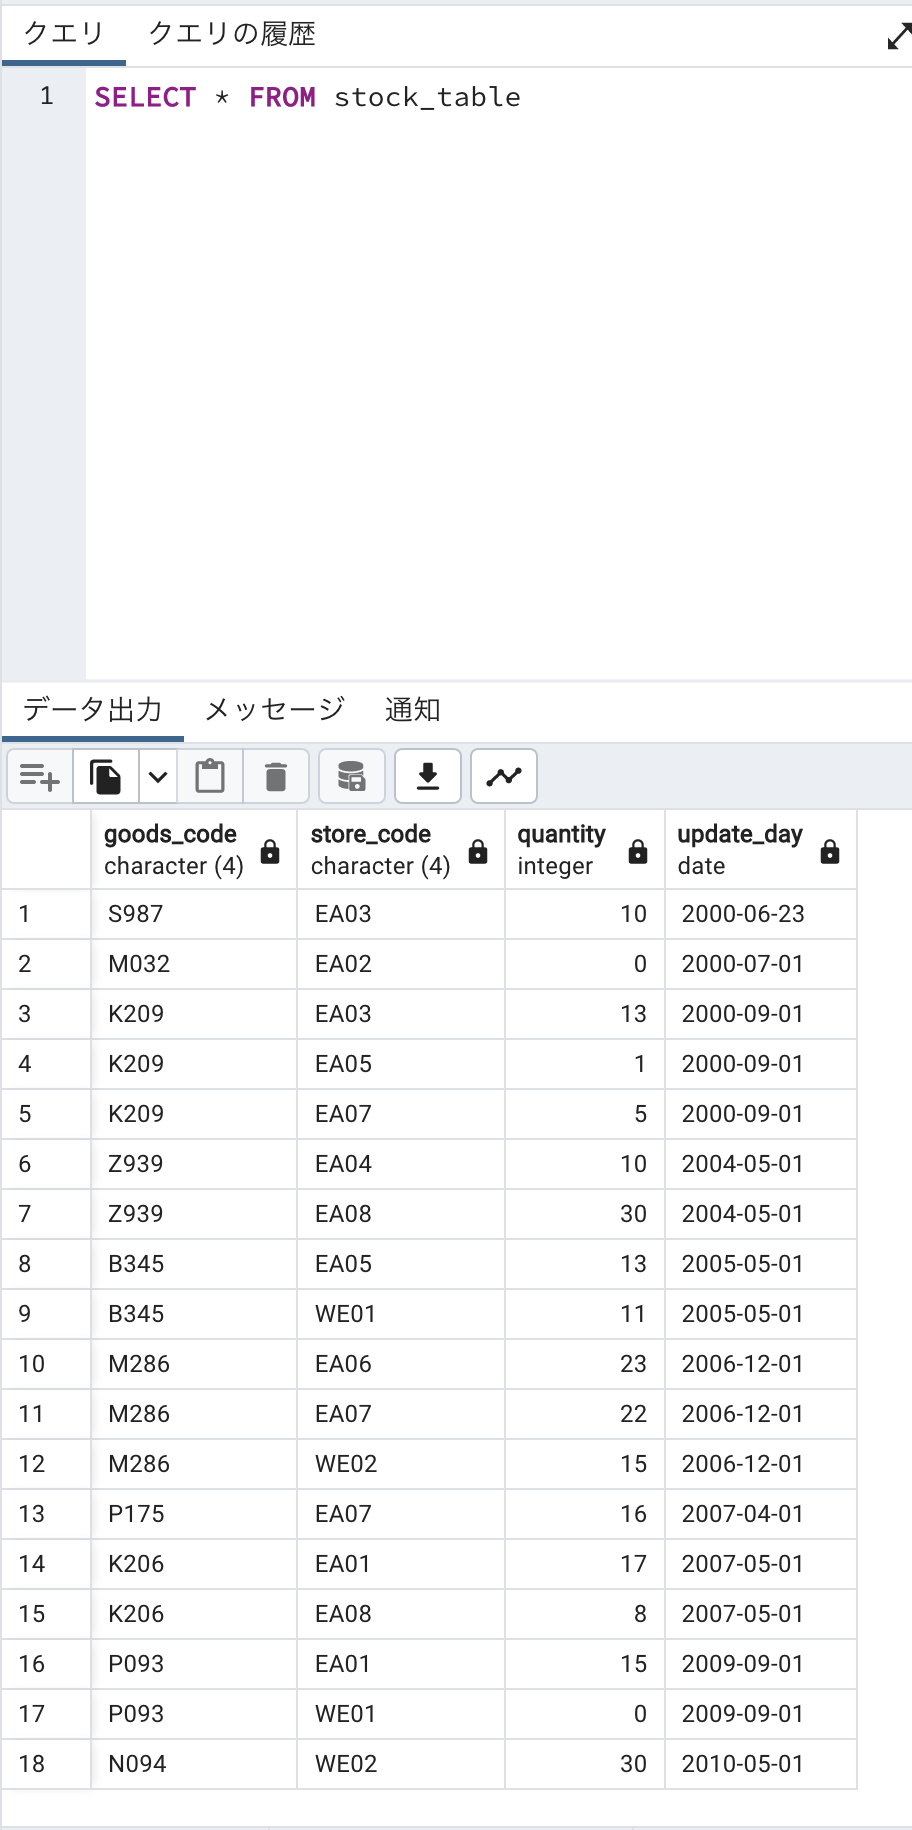 クエリ クエリの履歴
1 SELECT * FROM stock_table
データ出力 メッセージ 通知
goods_code store_code quantity update_day
character (4) character (4) integer date
1 S987 EA03 10 2000-06-23
2 M032 EA02 0 2000-07-01
3 K209 EA03 13 2000-09-01
4 K209 EA05 1 2000-09-01
5 K209 EA07 5 2000-09-01
6 Z939 EA04 10 2004-05-01
7 Z939 EA08 30 2004-05-01
8 B345 EA05 13 2005-05-01
9 B345 WE01 11 2005-05-01
10 M286 EA06 23 2006-12-01
11 M286 EA07 22 2006-12-01
12 M286 WE02 15 2006-12-01
13 P175 EA07 16 2007-04-01
14 K206 EA01 17 2007-05-01
15 K206 EA08 8 2007-05-01
16 P093 EA01 15 2009-09-01
17 P093 WE01 0 2009-09-01
18 N094 WE02 30 2010-05-01